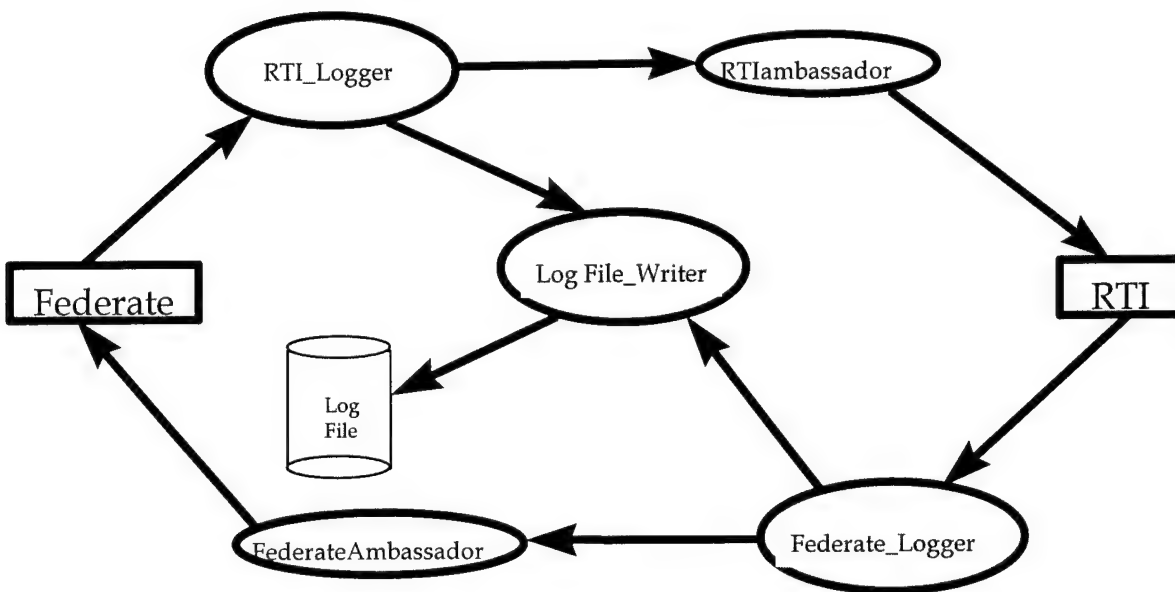 RTI_Logger
RTIambassador
Log File_Writer
Federate
RTI
Log
File
FederateAmbassador
Federate_Logger